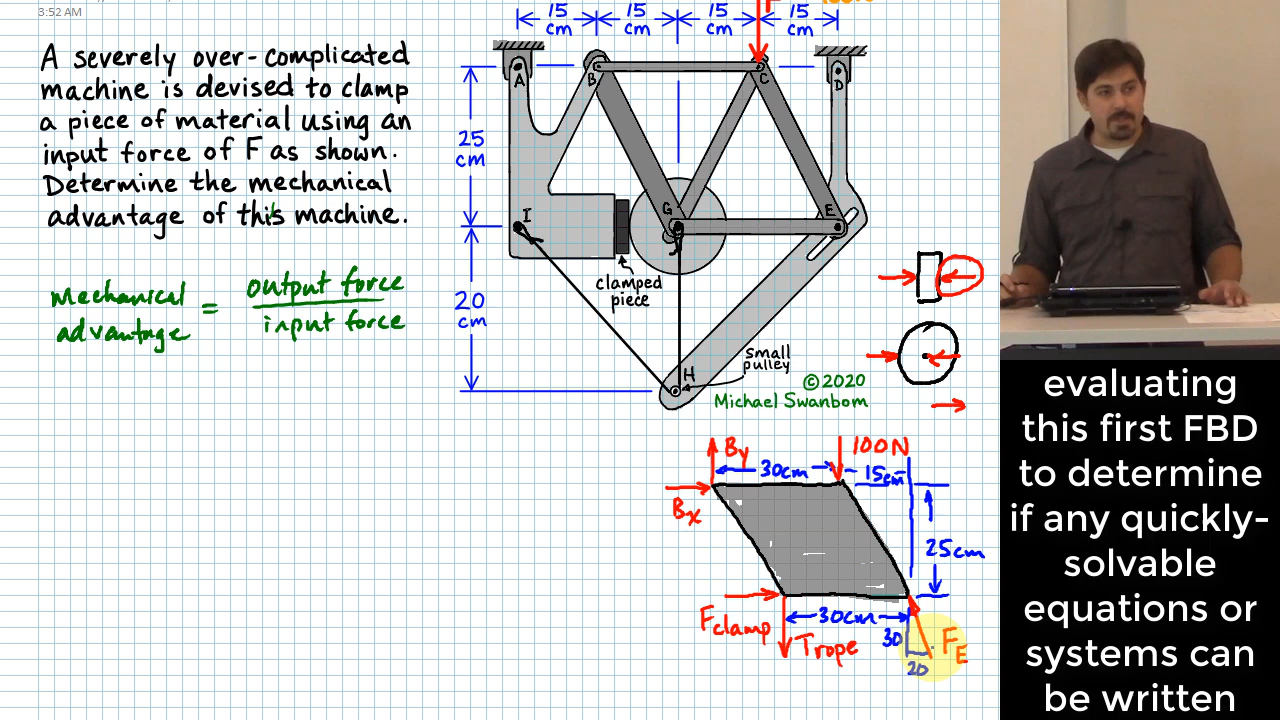 3:52 AM
A severely over-complicated
machine is devised to clamp
a piece of material using an
input force of F as shown.
Determine the mechanical
advantage of this machine.
Mechanical advantage = output force / input force
15 cm
15 cm
15 cm
15 cm
F
A
B
C
D
25 cm
I
G
E
clamped
piece
20 cm
H
small
pulley
©2020
Michael Swanbom
By
100N
30cm
15cm
Bx
25cm
Fclamp
30cm
Trope
30
FE
20
evaluating
this first FBD
to determine
if any quickly-
solvable
equations or
systems can
be written